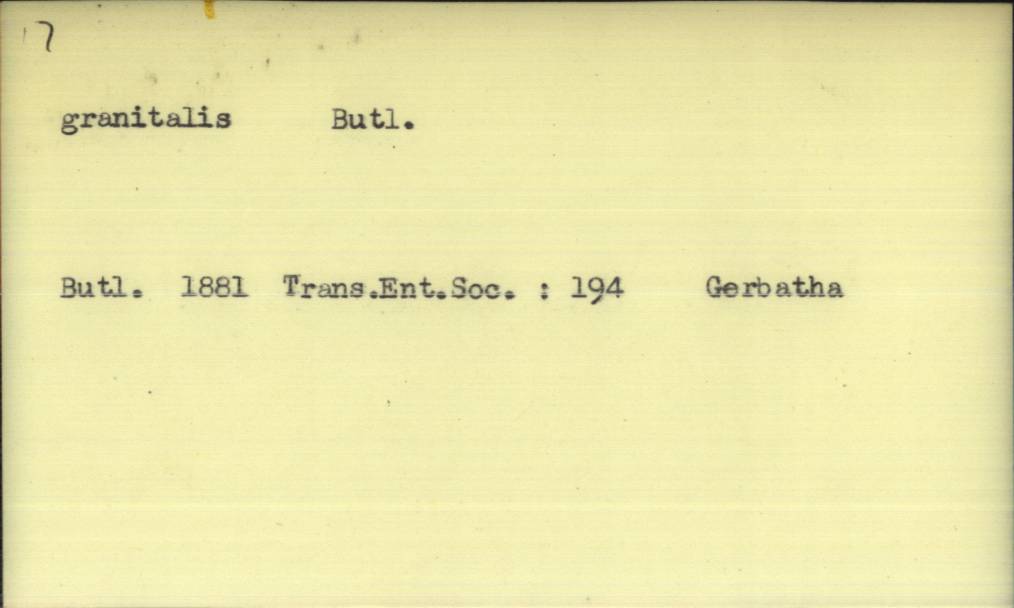 17
granitalis Butl.
Butl. 1881 Trans.Ent.Soc. : 194 Gerbatha